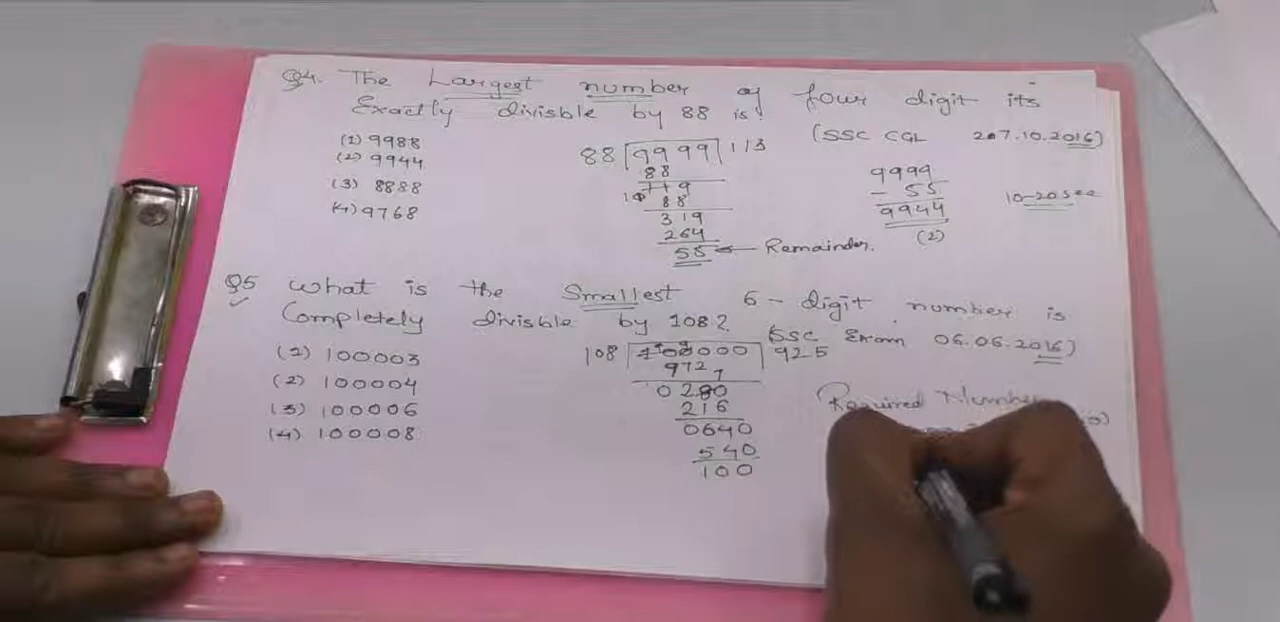 Q4. The Largest number of four digit its
Exactly divisble by 88 is?
(SSC CGL 27.10.2016)
(1) 9988
(2) 9944
(3) 8888
(4) 9768
88 9999 113
88
119
88
319
264
55 ← Remainder.
9999
- 55
9944
(2)
10-20 see
Q5 what is the Smallest 6 - digit number is
Completely divisble by 108?
(SSC Exam 06.06.2016)
(1) 100003
(2) 100004
(3) 100006
(4) 100008
108 100000 925
972
0280
216
0640
540
100
Required Number